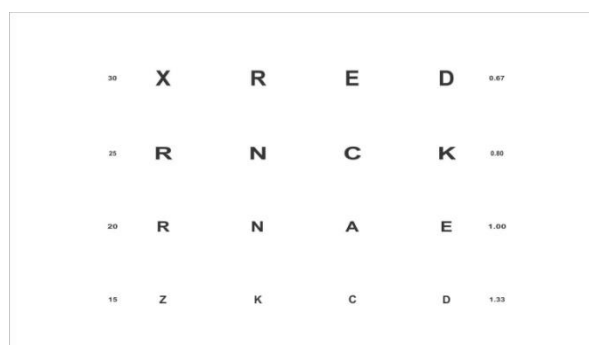 30 X R E D 0.67
25 R N C K 0.80
20 R N A E 1.00
15 Z K C D 1.33